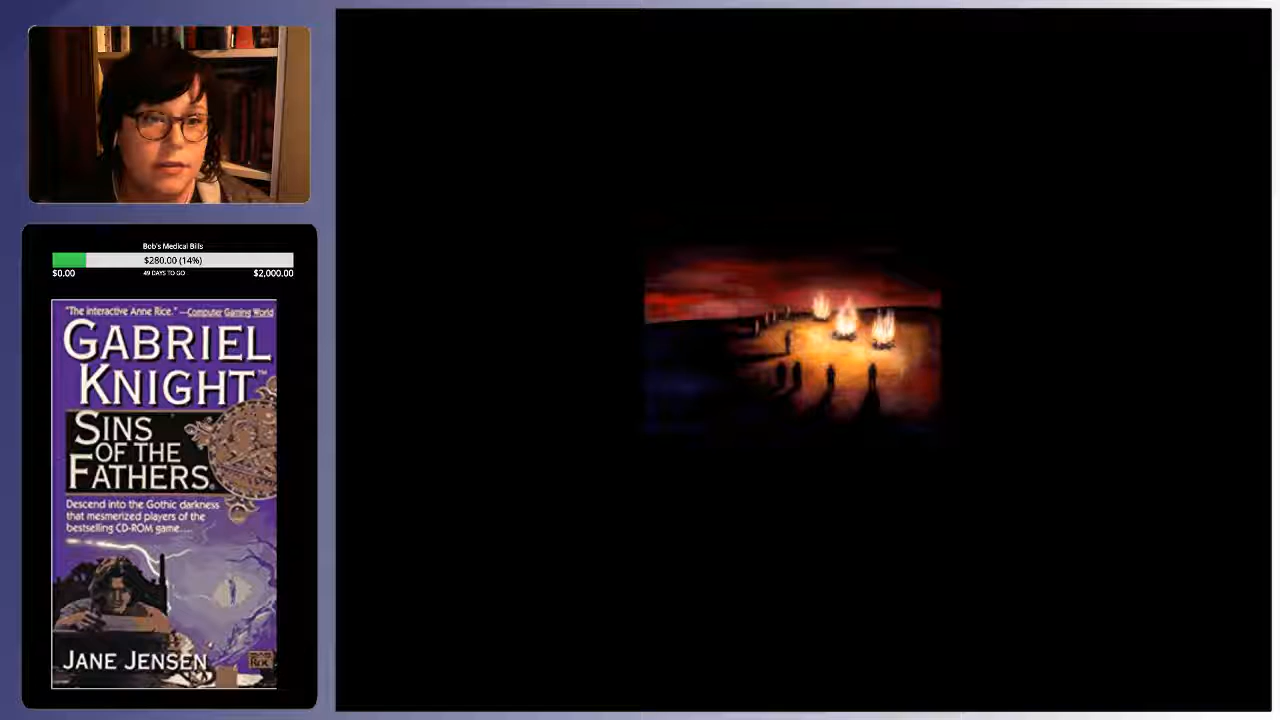 Bob's Medical Bills
$280.00 (14%)
$0.00 49 DAYS TO GO $2,000.00
"The interactive Anne Rice." —Computer Gaming World
GABRIEL
KNIGHT™
SINS
OF THE
FATHERS®
Descend into the Gothic darkness
that mesmerized players of the
bestselling CD-ROM game....
JANE JENSEN
ROC